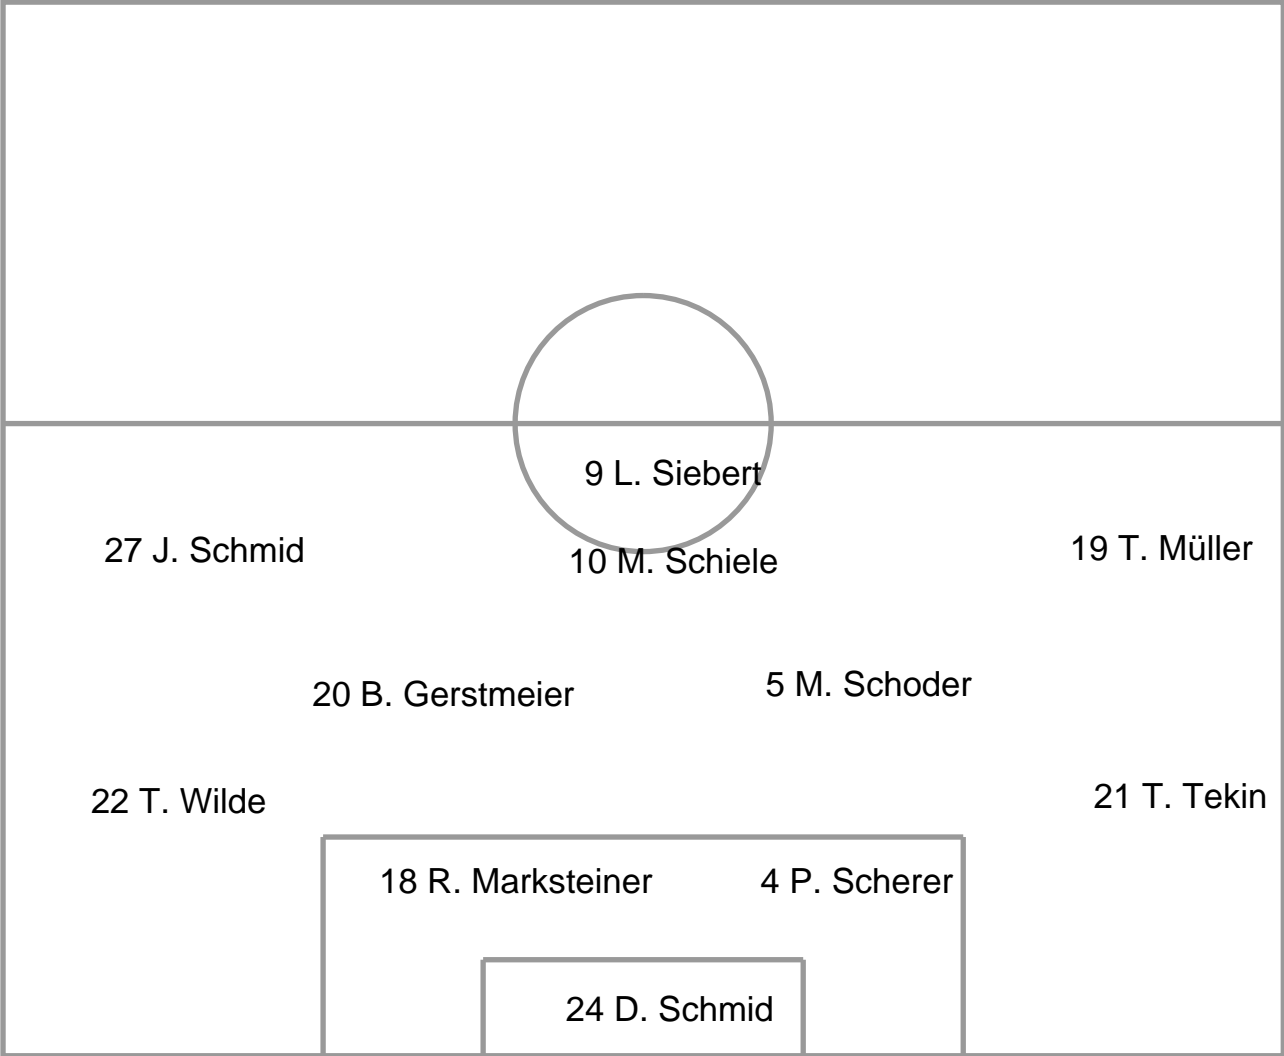 9 L. Siebert
27 J. Schmid
10 M. Schiele
19 T. Müller
20 B. Gerstmeier
5 M. Schoder
22 T. Wilde
21 T. Tekin
18 R. Marksteiner
4 P. Scherer
24 D. Schmid